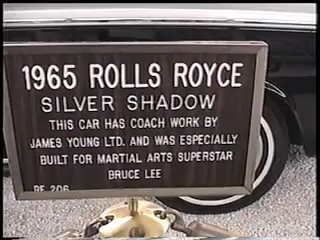 1965 ROLLS ROYCE
SILVER SHADOW
THIS CAR HAS COACH WORK BY
JAMES YOUNG LTD. AND WAS ESPECIALLY
BUILT FOR MARTIAL ARTS SUPERSTAR
BRUCE LEE
206